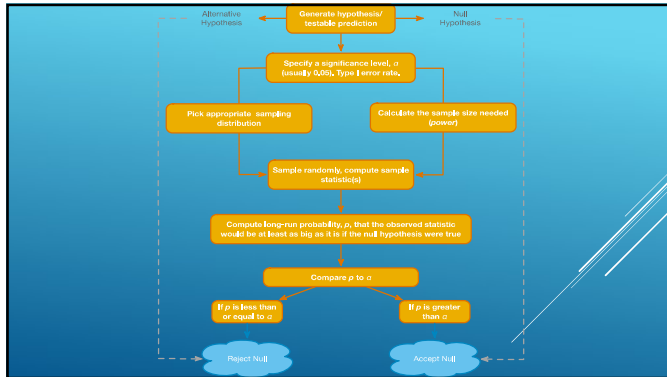 Alternative
Hypothesis
Generate hypothesis/
testable prediction
Null
Hypothesis
Specify a significance level, α
(usually 0.05). Type I error rate.
Pick appropriate sampling
distribution
Calculate the sample size needed
(power)
Sample randomly, compute sample
statistic(s)
Compute long-run probability, p, that the observed statistic
would be at least as big as it is if the null hypothesis were true
Compare p to α
If p is less than
or equal to α
If p is greater
than α
Reject Null
Accept Null